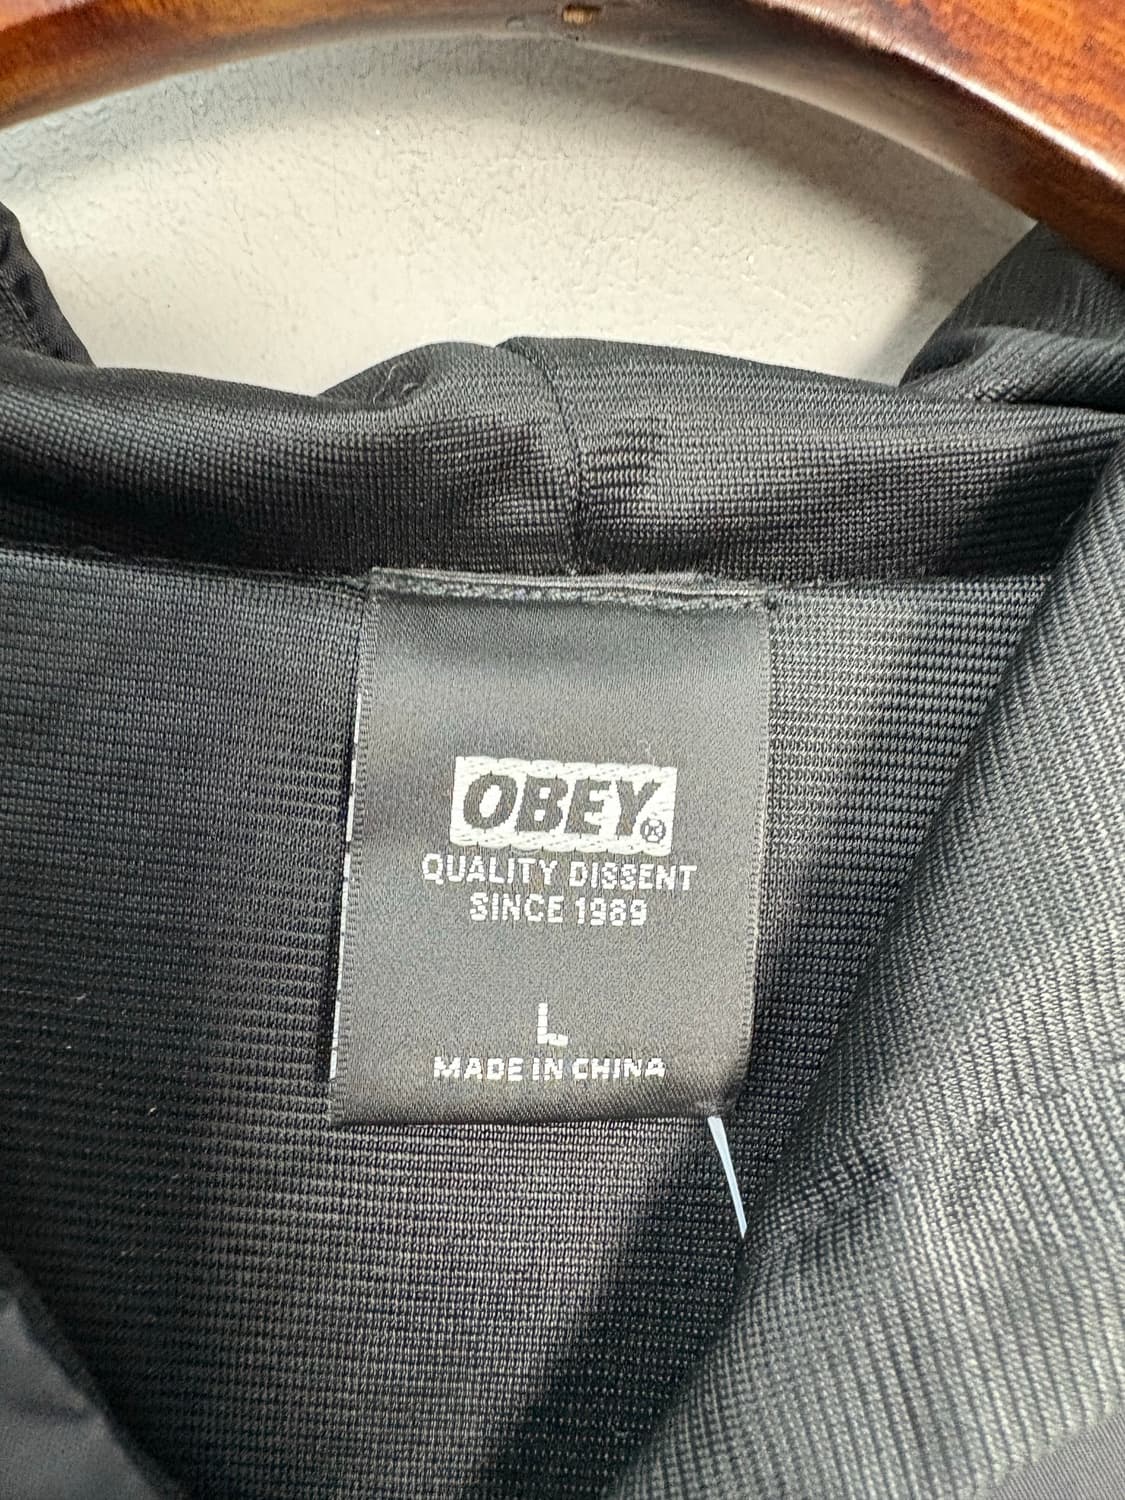 OBEY®
QUALITY DISSENT
SINCE 1989
L
MADE IN CHINA